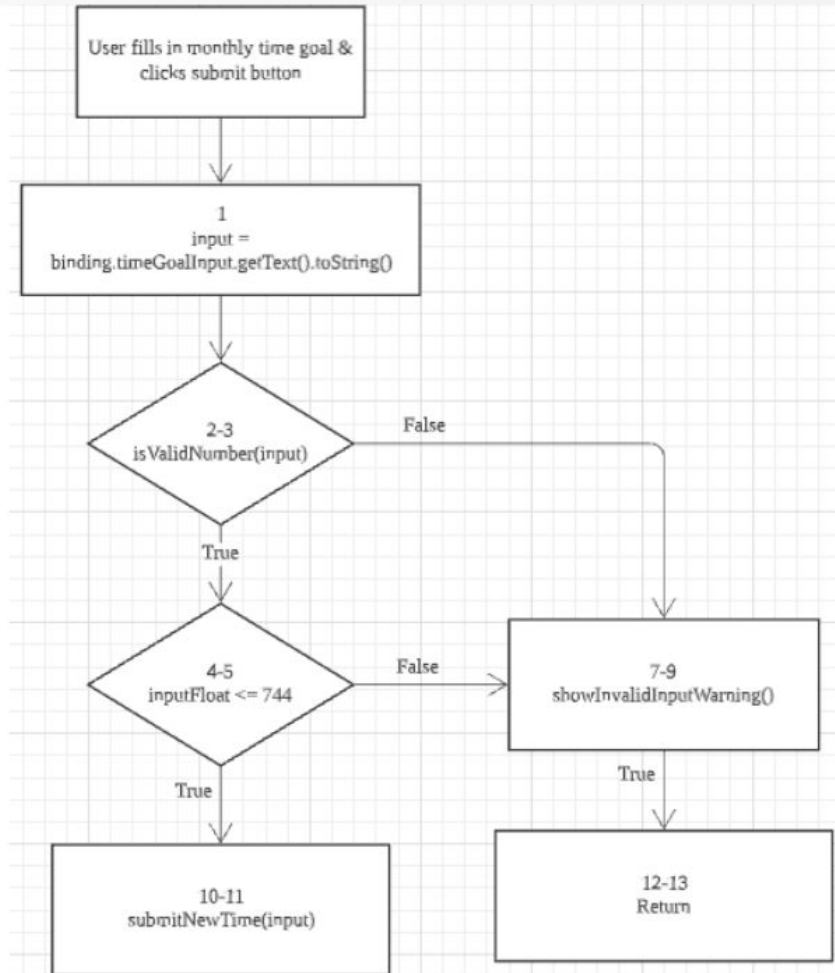 User fills in monthly time goal &
clicks submit button
1
input =
binding.timeGoalInput.getText().toString()
2-3
isValidNumber(input)
False
True
4-5
inputFloat <= 744
False
7-9
showInvalidInputWarning()
True
True
10-11
submitNewTime(input)
12-13
Return